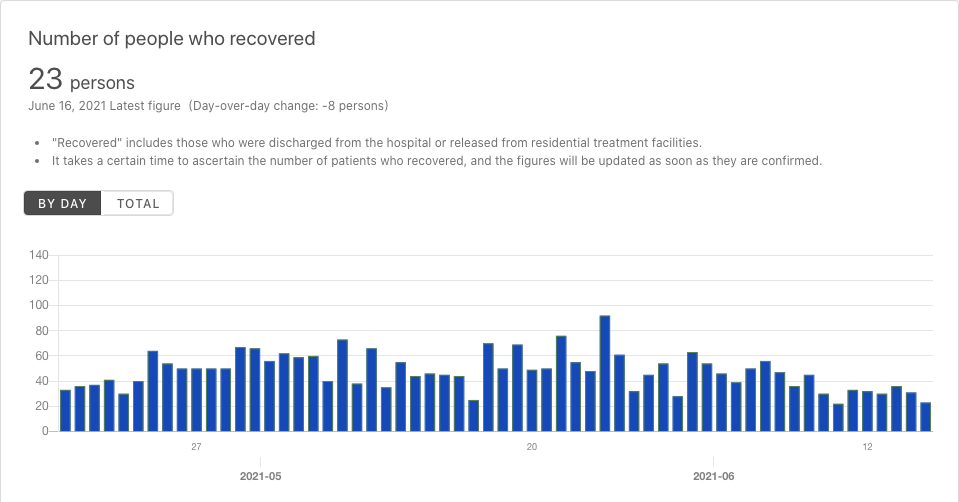 Number of people who recovered
23 persons
June 16, 2021 Latest figure (Day-over-day change: -8 persons)
• "Recovered" includes those who were discharged from the hospital or released from residential treatment facilities.
• It takes a certain time to ascertain the number of patients who recovered, and the figures will be updated as soon as they are confirmed.
BY DAY TOTAL
140
120
100
80
60
40
20
0
27 20 12
2021-05 2021-06